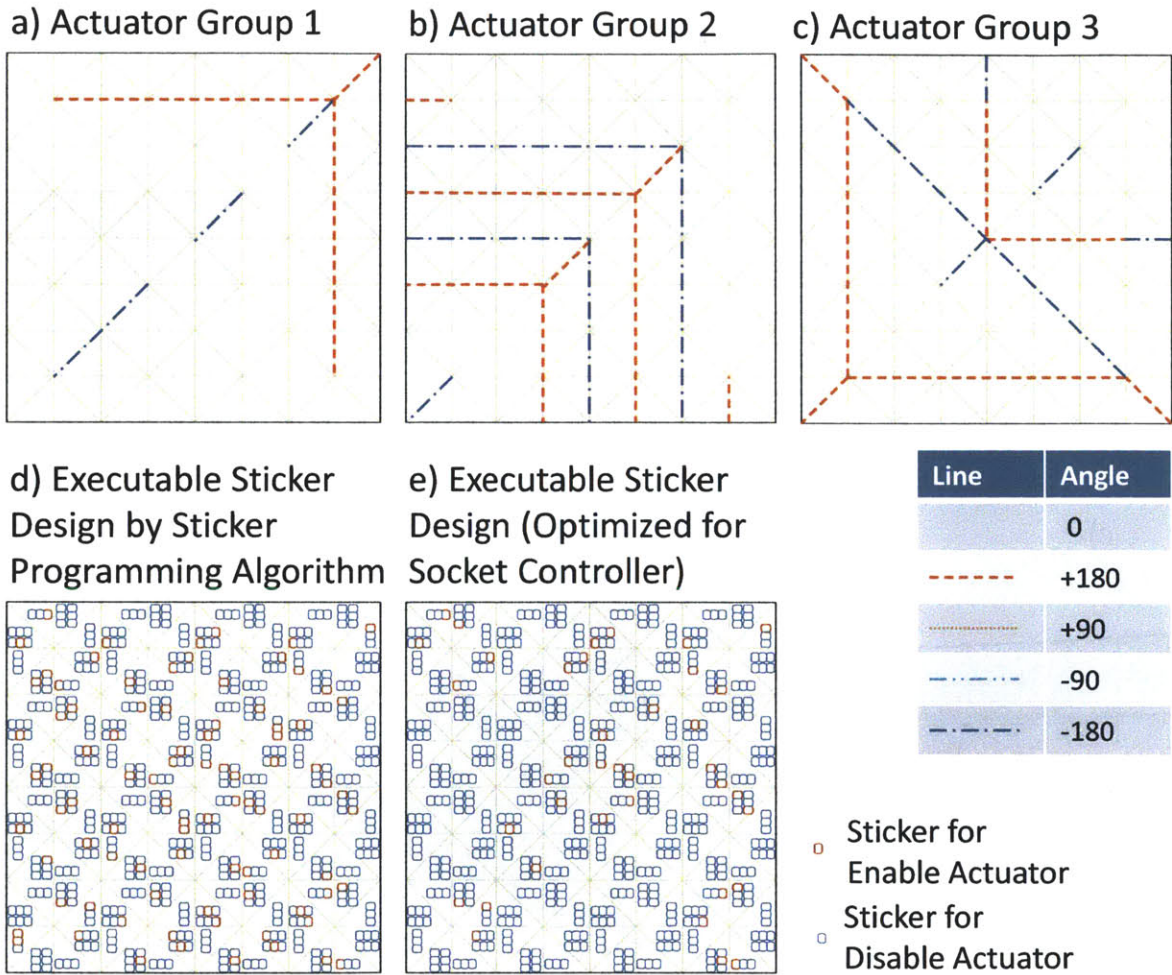 a) Actuator Group 1
b) Actuator Group 2
c) Actuator Group 3
d) Executable Sticker
Design by Sticker
Programming Algorithm
e) Executable Sticker
Design (Optimized for
Socket Controller)
Line Angle
0
+180
+90
-90
-180
Sticker for
Enable Actuator
Sticker for
Disable Actuator